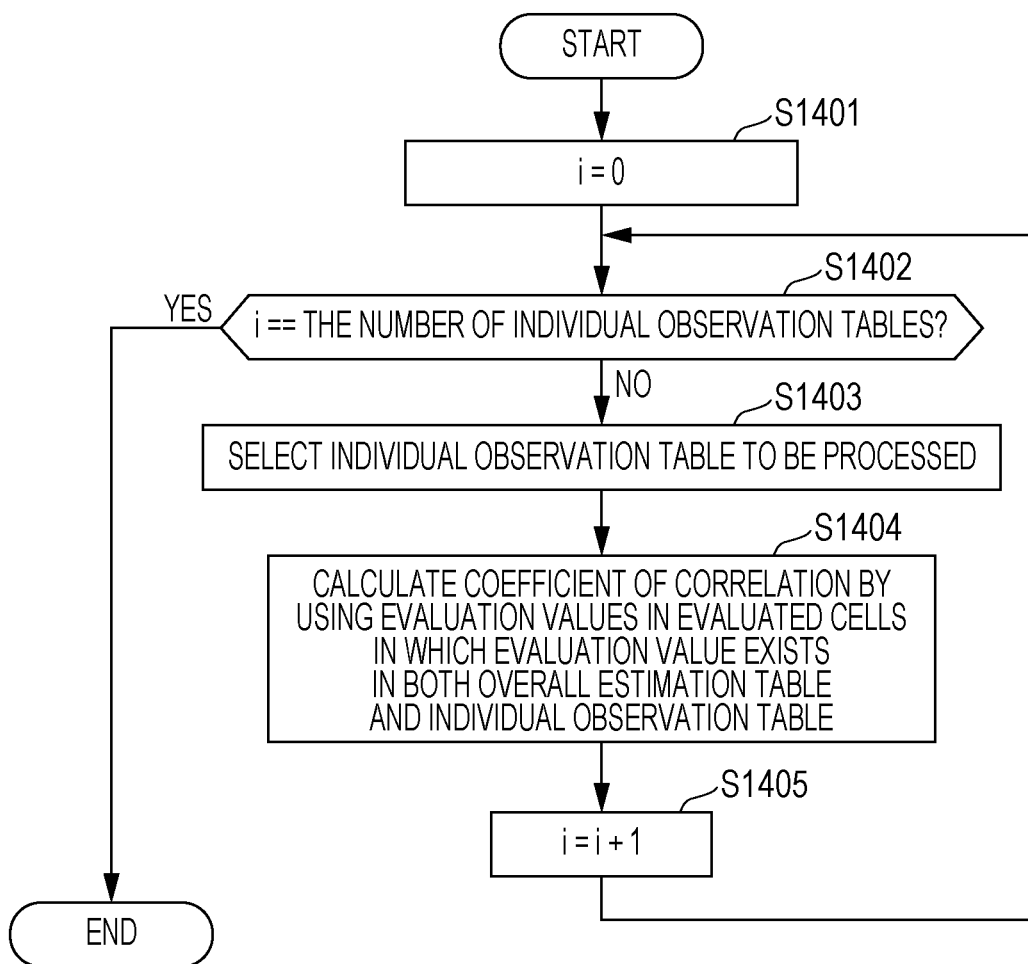 START
S1401
i = 0
S1402
YES
i == THE NUMBER OF INDIVIDUAL OBSERVATION TABLES?
NO
S1403
SELECT INDIVIDUAL OBSERVATION TABLE TO BE PROCESSED
S1404
CALCULATE COEFFICIENT OF CORRELATION BY
USING EVALUATION VALUES IN EVALUATED CELLS
IN WHICH EVALUATION VALUE EXISTS
IN BOTH OVERALL ESTIMATION TABLE
AND INDIVIDUAL OBSERVATION TABLE
S1405
i = i + 1
END